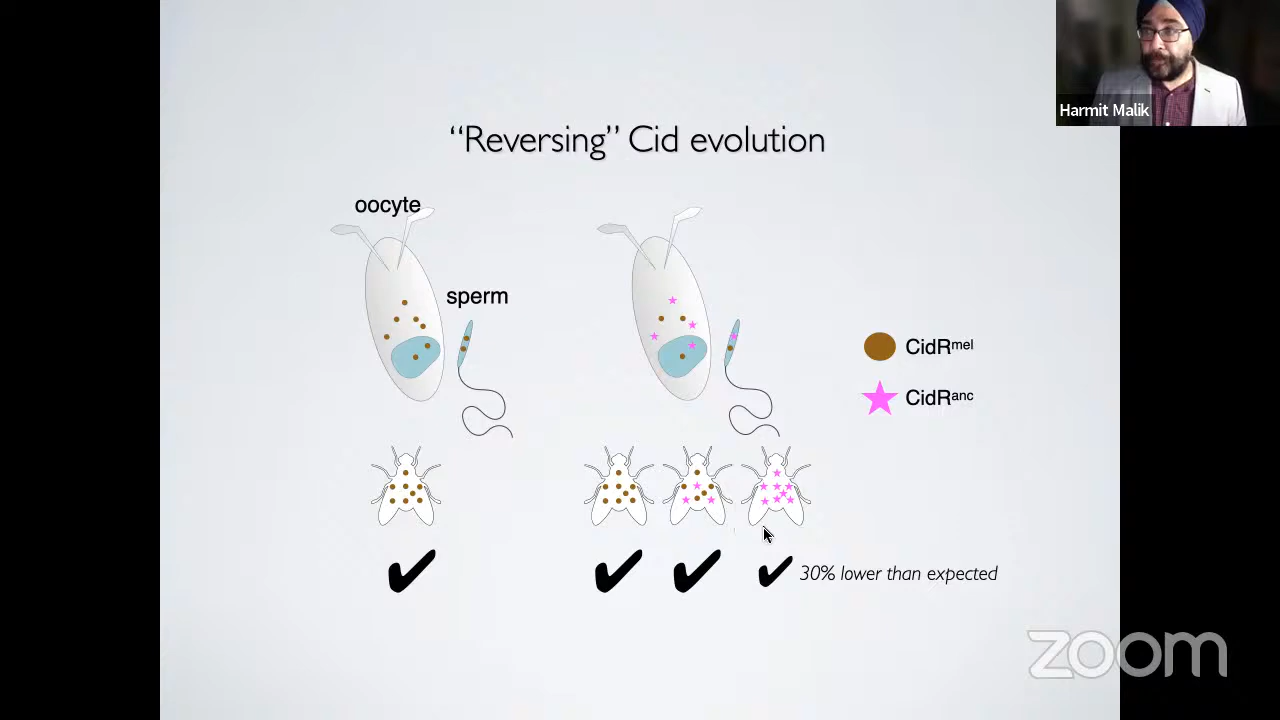 Harmit Malik
“Reversing” Cid evolution
oocyte
sperm
CidRᵐᵉˡ
CidRᵃⁿᶜ
30% lower than expected
zoom